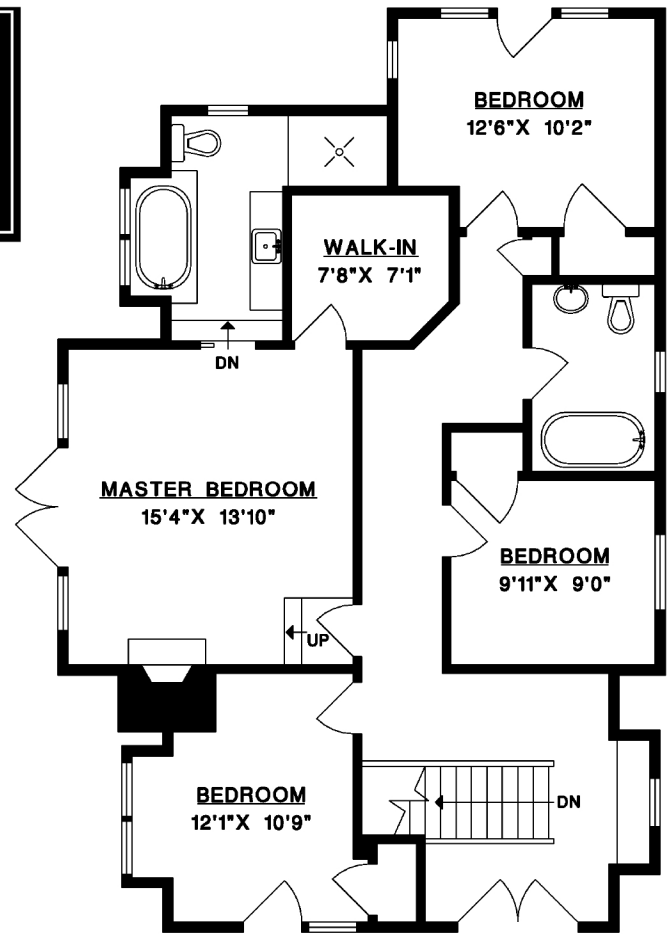 BEDROOM
12'6"X 10'2"
WALK-IN
7'8"X 7'1"
DN
MASTER BEDROOM
15'4"X 13'10"
BEDROOM
9'11"X 9'0"
UP
BEDROOM
12'1"X 10'9"
DN